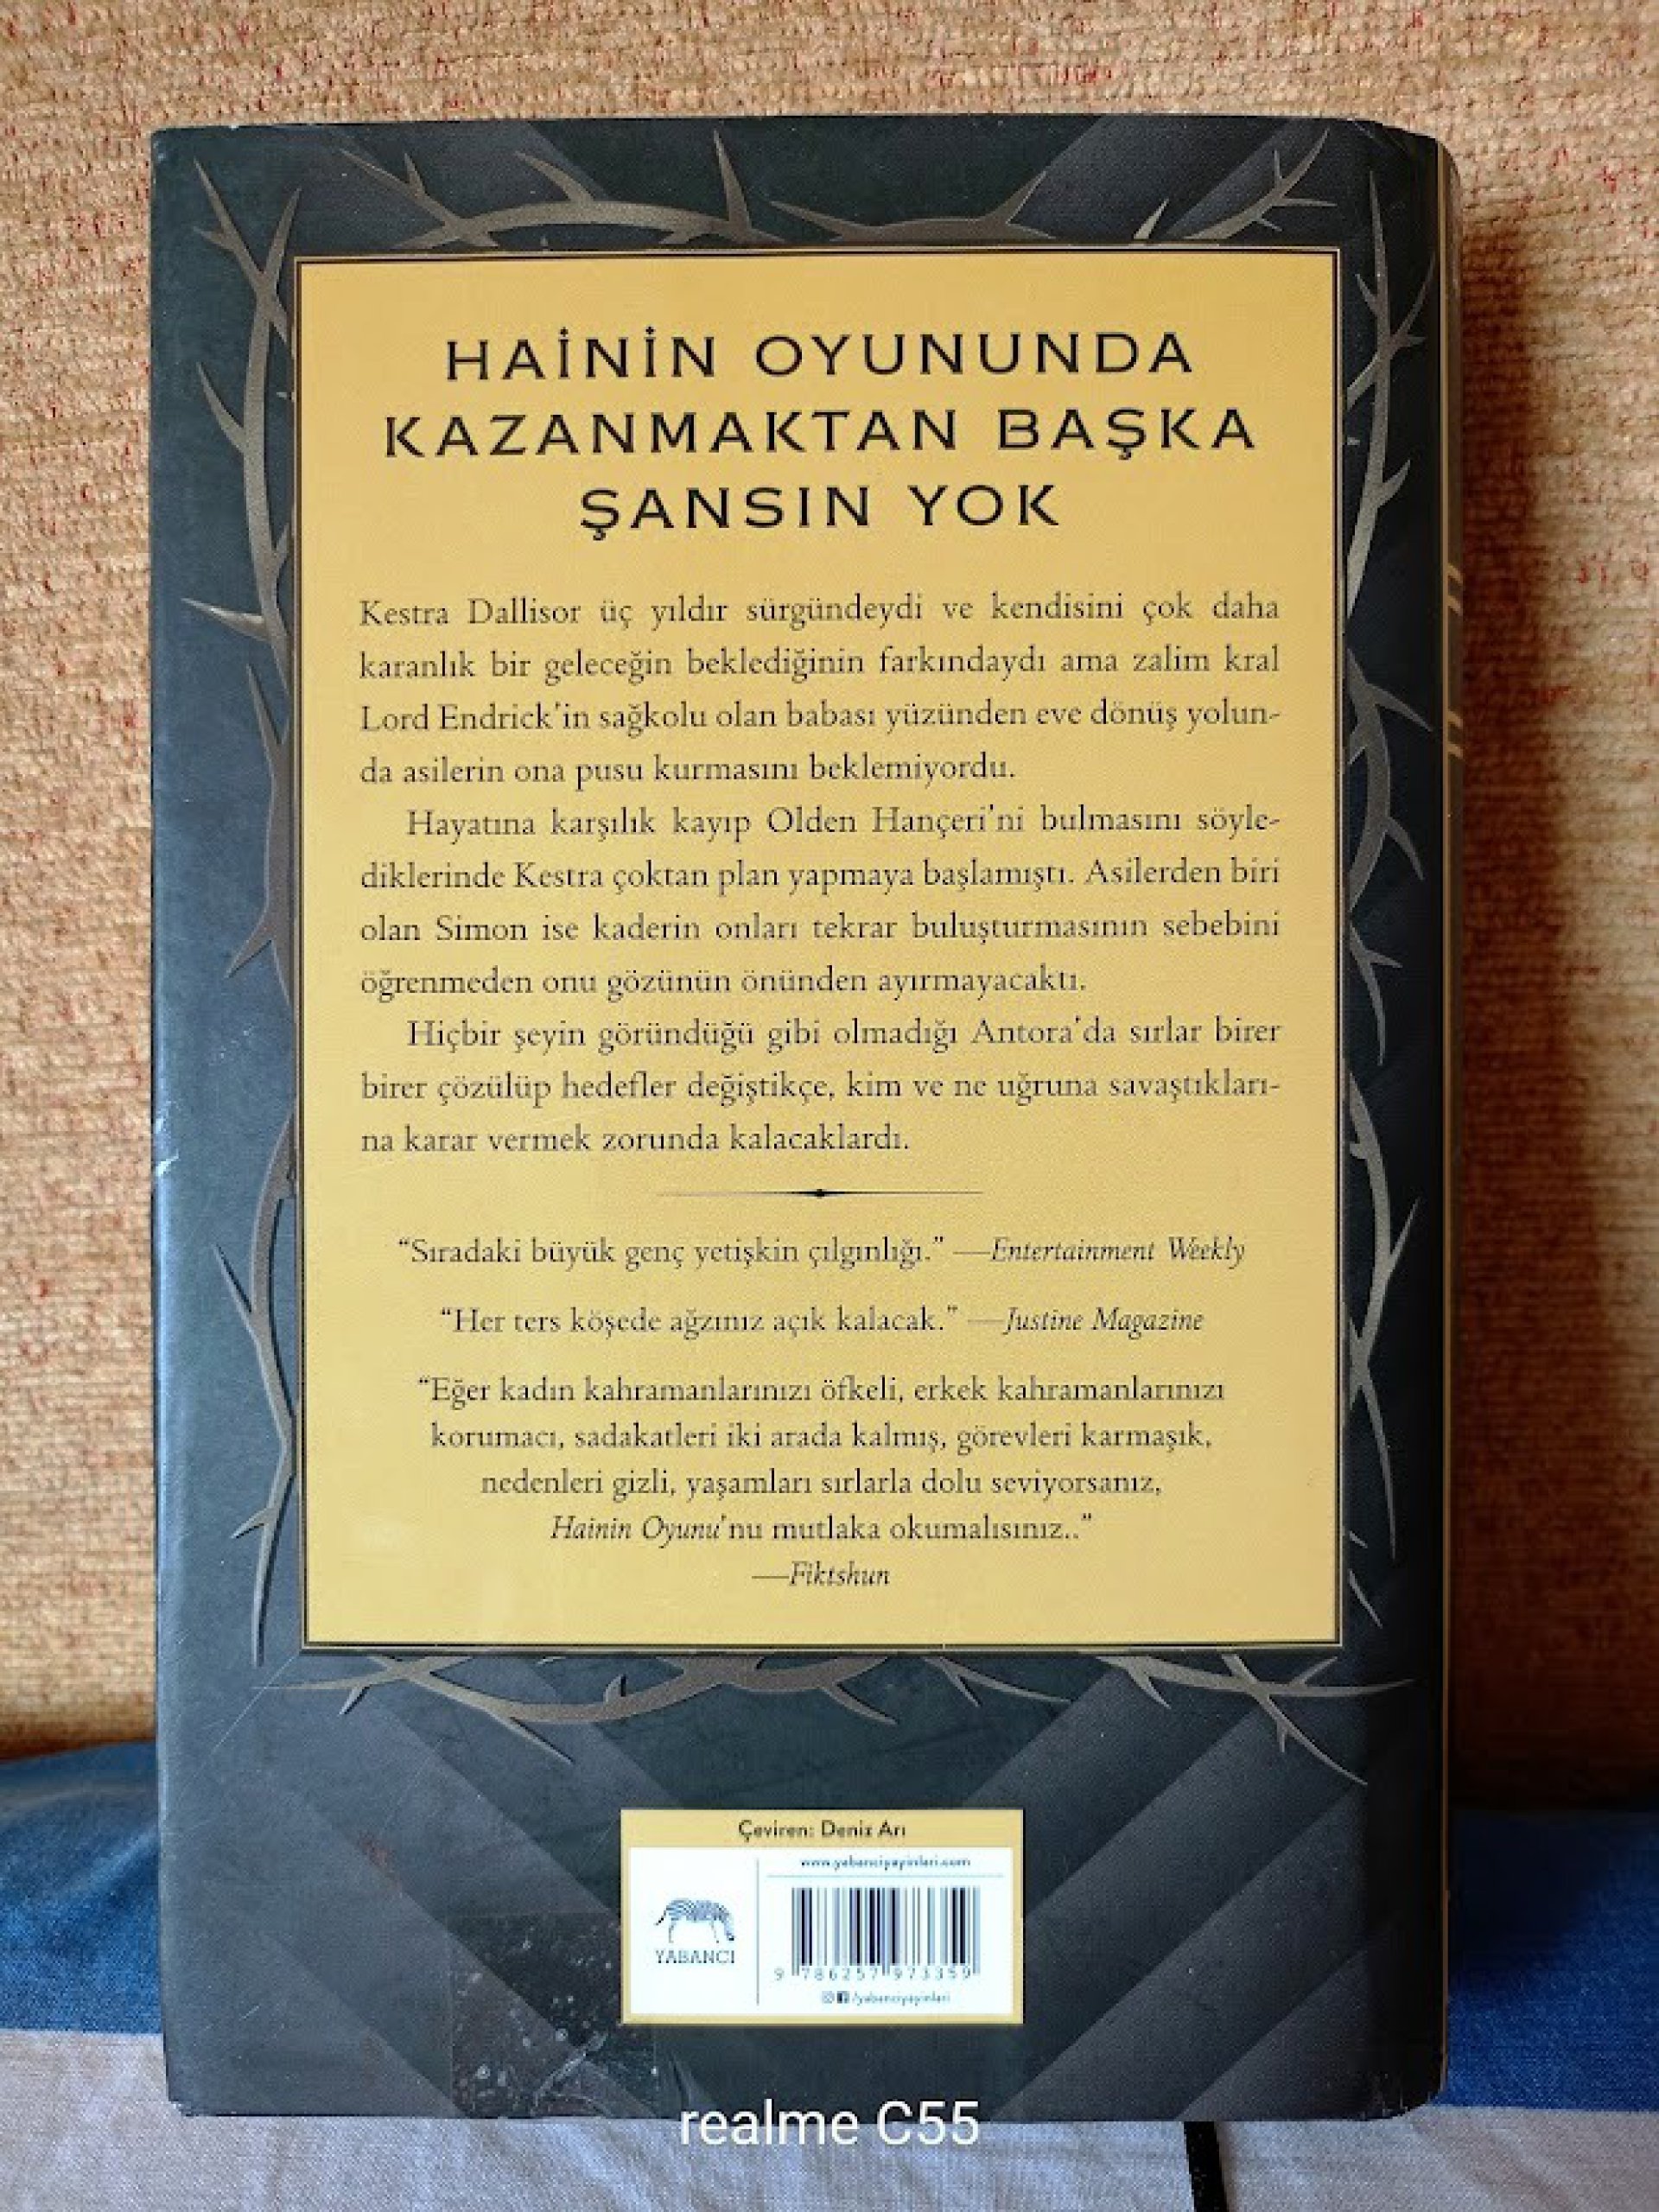 HAİNİN OYUNUNDA
KAZANMAKTAN BAŞKA
ŞANSIN YOK
Kestra Dallisor üç yıldır sürgündeydi ve kendisini çok daha
karanlık bir geleceğin beklediğinin farkındaydı ama zalim kral
Lord Endrick'in sağkolu olan babası yüzünden eve dönüş yolun-
da asilerin ona pusu kurmasını beklemiyordu.
Hayatına karşılık kayıp Olden Hançeri'ni bulmasını söyle-
diklerinde Kestra çoktan plan yapmaya başlamıştı. Asilerden biri
olan Simon ise kaderin onları tekrar buluşturmasının sebebini
öğrenmeden onu gözünün önünden ayırmayacaktı.
Hiçbir şeyin göründüğü gibi olmadığı Antora'da sırlar birer
birer çözülüp hedefler değiştikçe, kim ve ne uğruna savaştıkları-
na karar vermek zorunda kalacaklardı.
“Sıradaki büyük genç yetişkin çılgınlığı.” —Entertainment Weekly
“Her ters köşede ağzınız açık kalacak.” —Justine Magazine
“Eğer kadın kahramanlarınızı öfkeli, erkek kahramanlarınızı
korumacı, sadakatleri iki arada kalmış, görevleri karmaşık,
nedenleri gizli, yaşamları sırlarla dolu seviyorsanız,
Hainin Oyunu'nu mutlaka okumalısınız..”
—Fiktshun
Çeviren: Deniz Arı
www.yabanciyayinlari.com
YABANCI
9 786257 973359
/yabanciyayinlari
realme C55